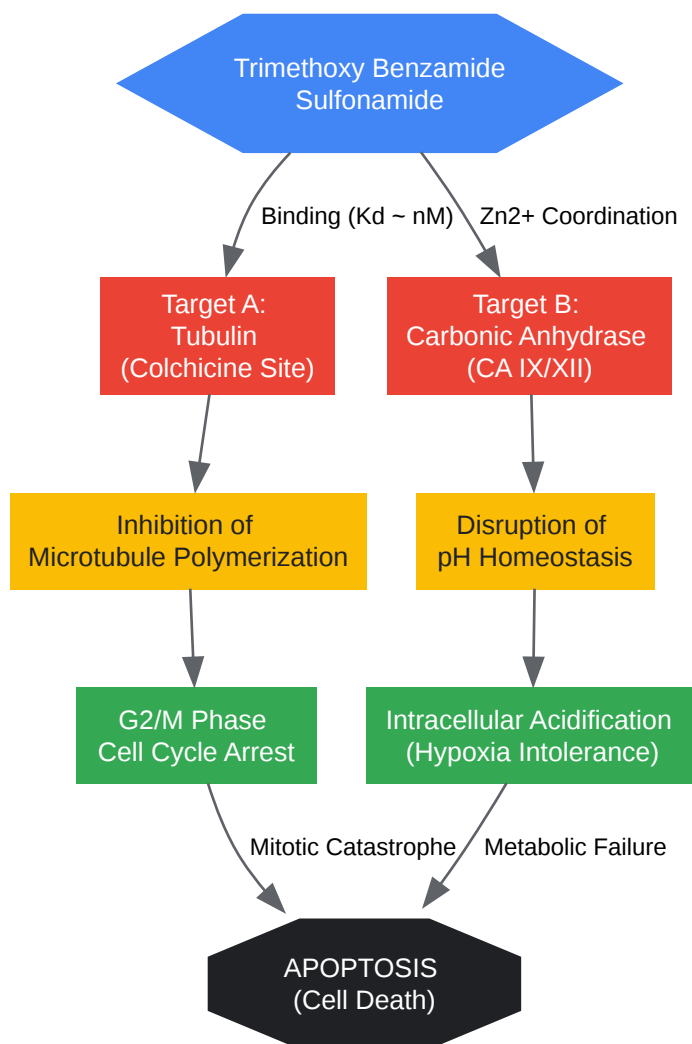 Trimethoxy Benzamide
Sulfonamide
Binding (Kd ~ nM)
Zn2+ Coordination
Target A:
Tubulin
(Colchicine Site)
Target B:
Carbonic Anhydrase
(CA IX/XII)
Inhibition of
Microtubule Polymerization
Disruption of
pH Homeostasis
G2/M Phase
Cell Cycle Arrest
Intracellular Acidification
(Hypoxia Intolerance)
Mitotic Catastrophe
Metabolic Failure
APOPTOSIS
(Cell Death)